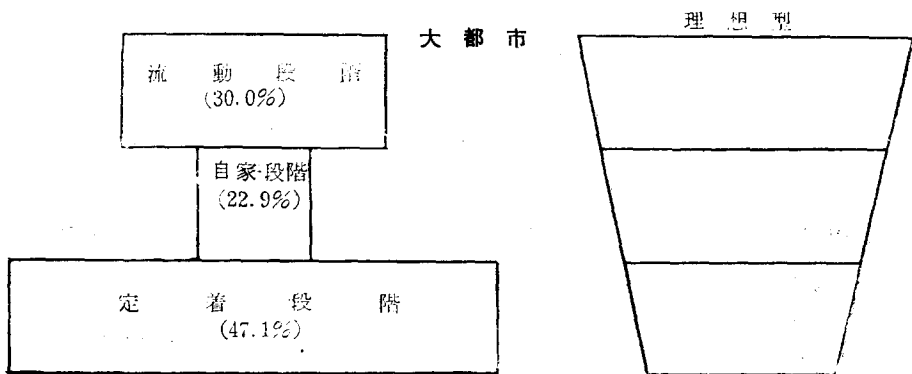 大都市
理想型
流動段階
(30.0%)
自家段階
(22.9%)
定着段階
(47.1%)